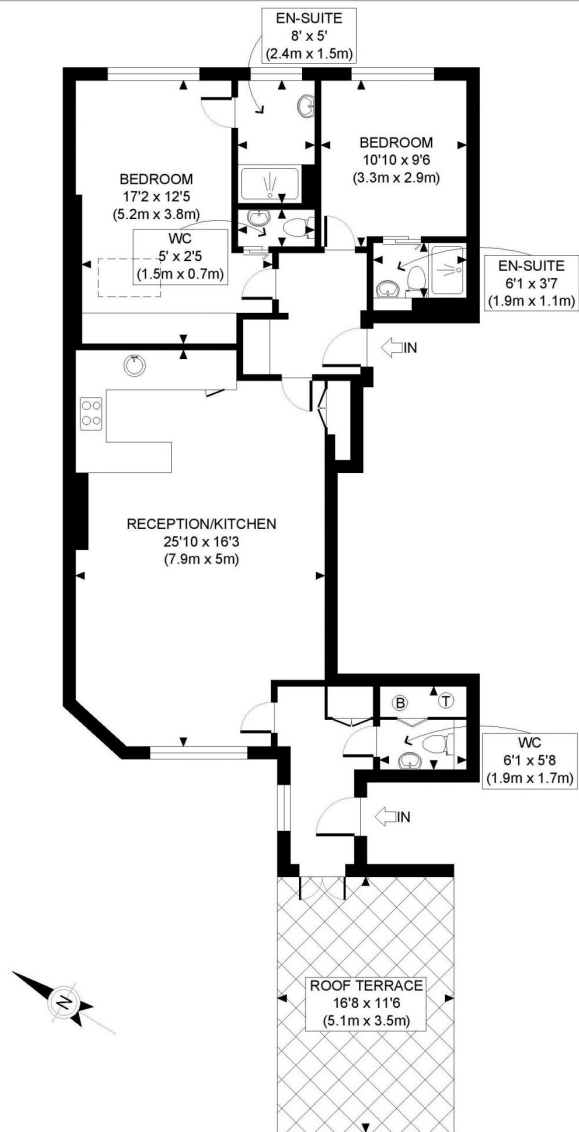 EN-SUITE
8' x 5'
(2.4m x 1.5m)
BEDROOM
17'2 x 12'5
(5.2m x 3.8m)
BEDROOM
10'10 x 9'6
(3.3m x 2.9m)
WC
5' x 2'5
(1.5m x 0.7m)
EN-SUITE
6'1 x 3'7
(1.9m x 1.1m)
IN
RECEPTION/KITCHEN
25'10 x 16'3
(7.9m x 5m)
B T
WC
6'1 x 5'8
(1.9m x 1.7m)
IN
ROOF TERRACE
16'8 x 11'6
(5.1m x 3.5m)
N